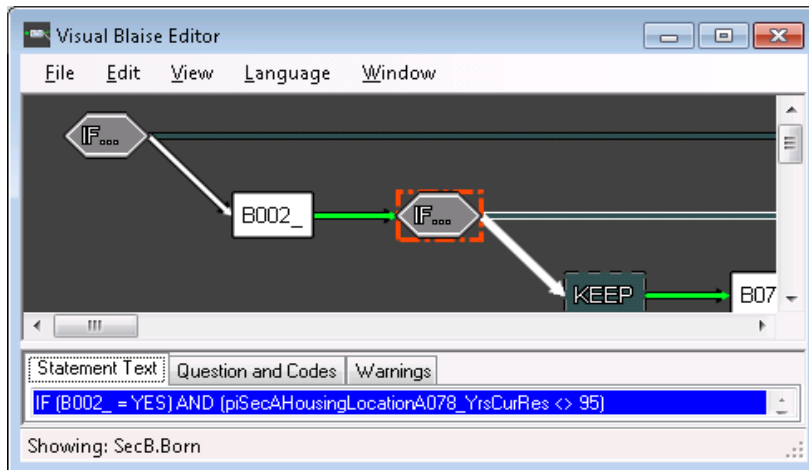 Visual Blaise Editor
File Edit View Language Window
IF...
B002_ IF...
KEEP B07
Statement Text Question and Codes Warnings
IF (B002_ = YES) AND (piSecAHousingLocationA078_YrsCurRes <> 95)
Showing: SecB.Born